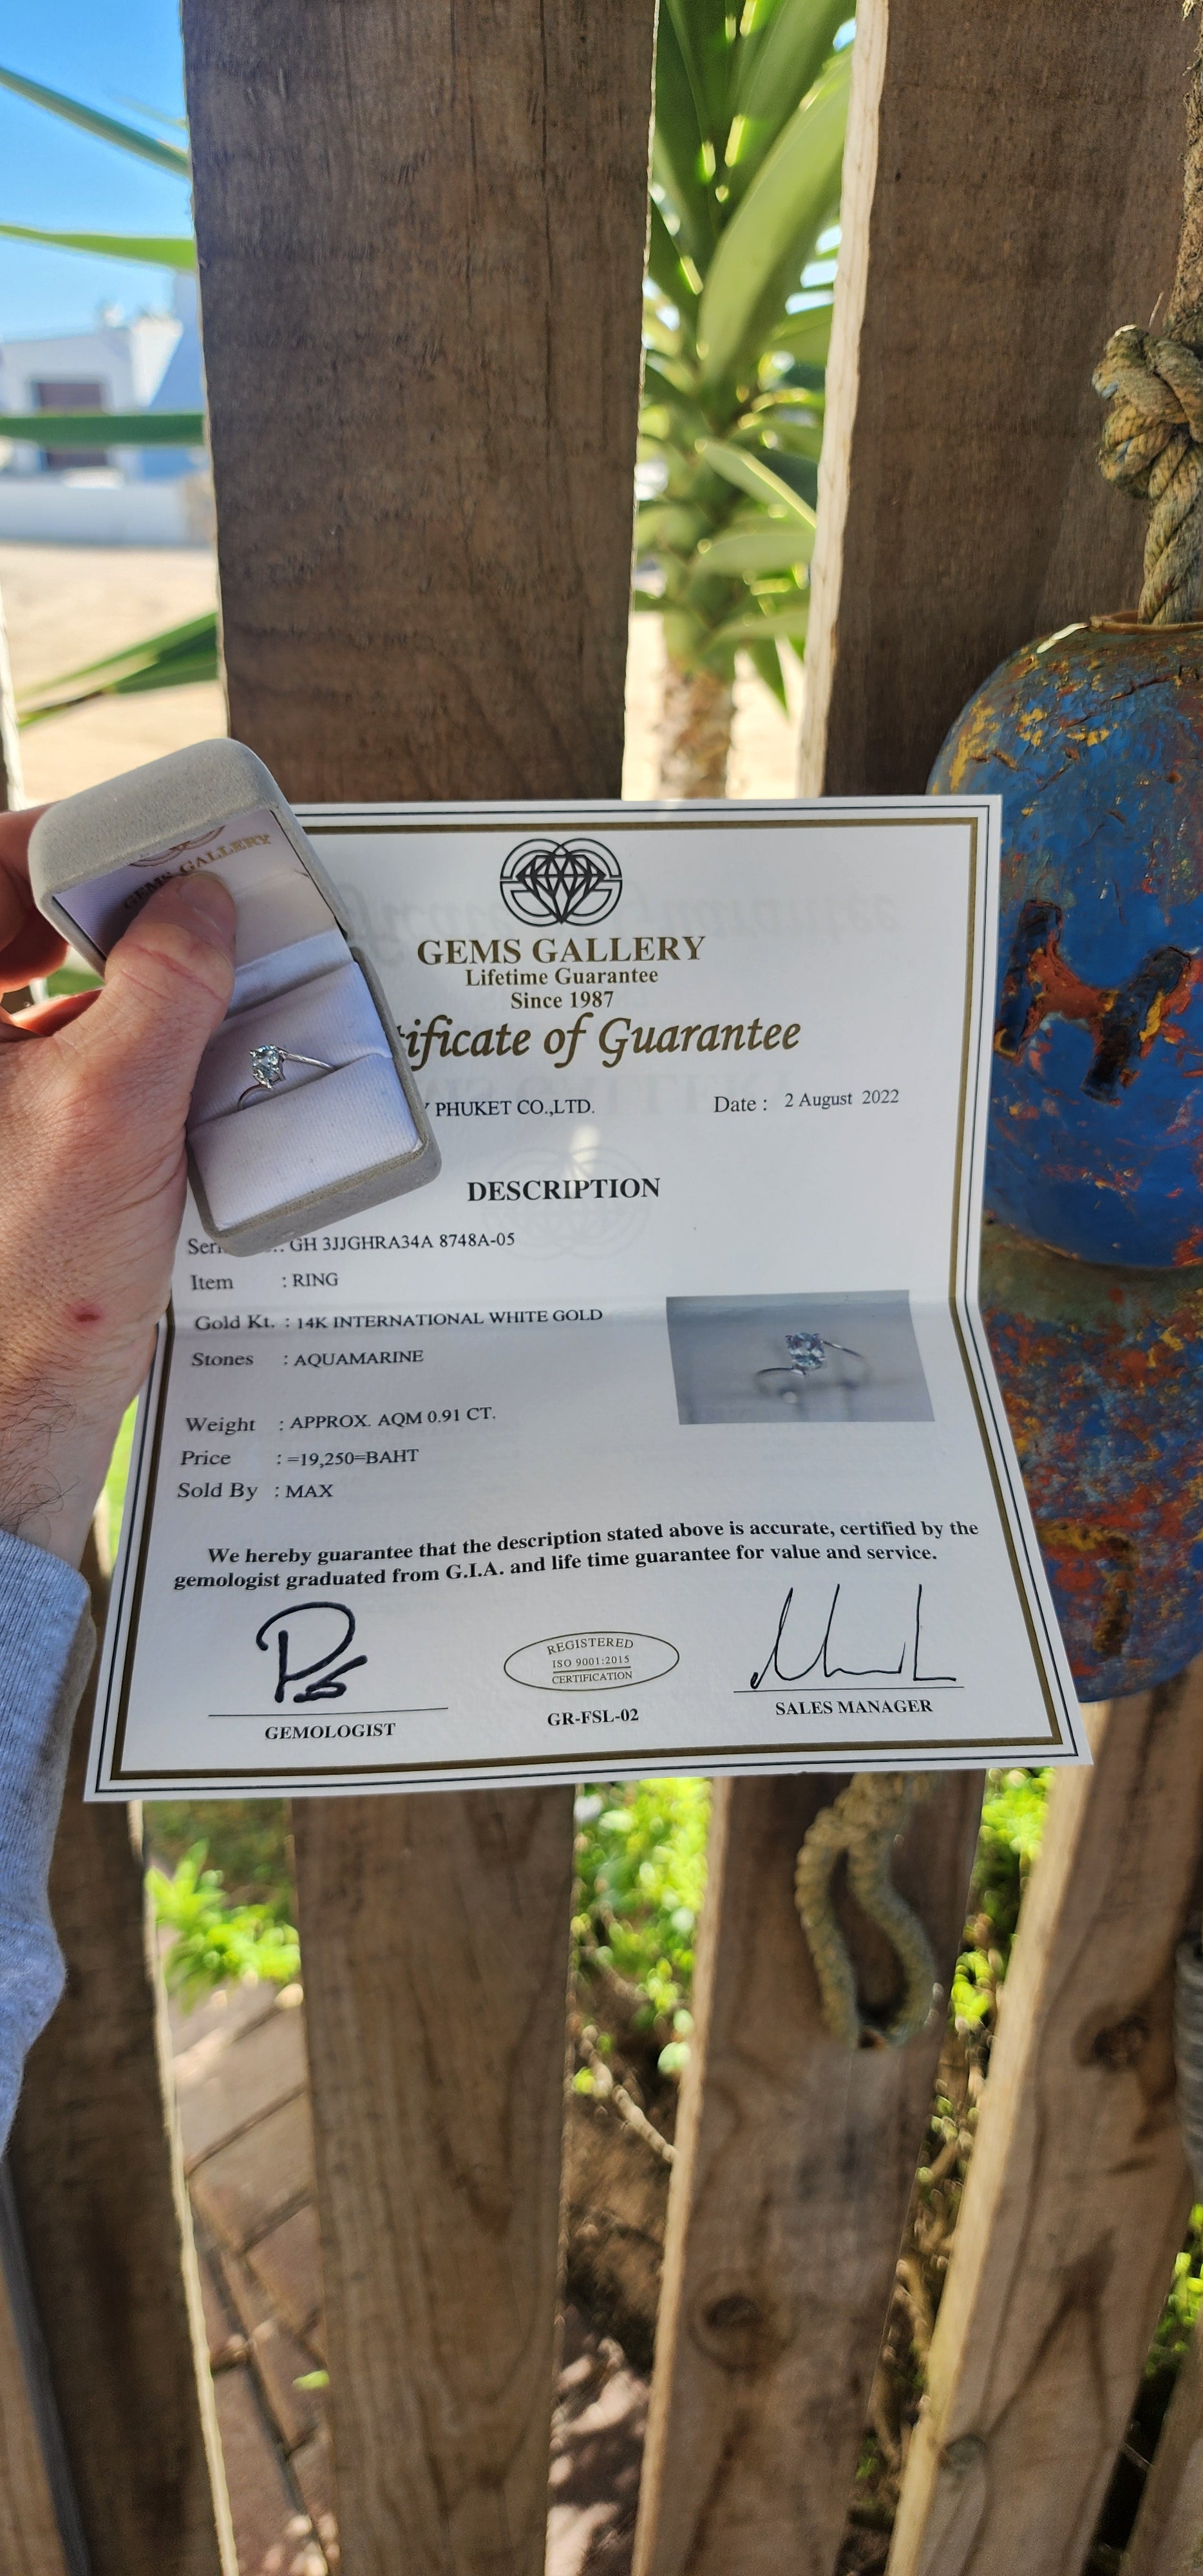 GEMS GALLERY
GEMS GALLERY
Lifetime Guarantee
Since 1987
tificate of Guarantee
PHUKET CO.,LTD. Date : 2 August 2022
DESCRIPTION
GH 3JJGHRA34A 8748A-05
Item : RING
Gold Kt. : 14K INTERNATIONAL WHITE GOLD
Stones : AQUAMARINE
Weight : APPROX. AQM 0.91 CT.
Price : =19,250=BAHT
Sold By : MAX
We hereby guarantee that the description stated above is accurate, certified by the
gemologist graduated from G.I.A. and life time guarantee for value and service.
REGISTERED
ISO 9001:2015
CERTIFICATION
GEMOLOGIST GR-FSL-02 SALES MANAGER